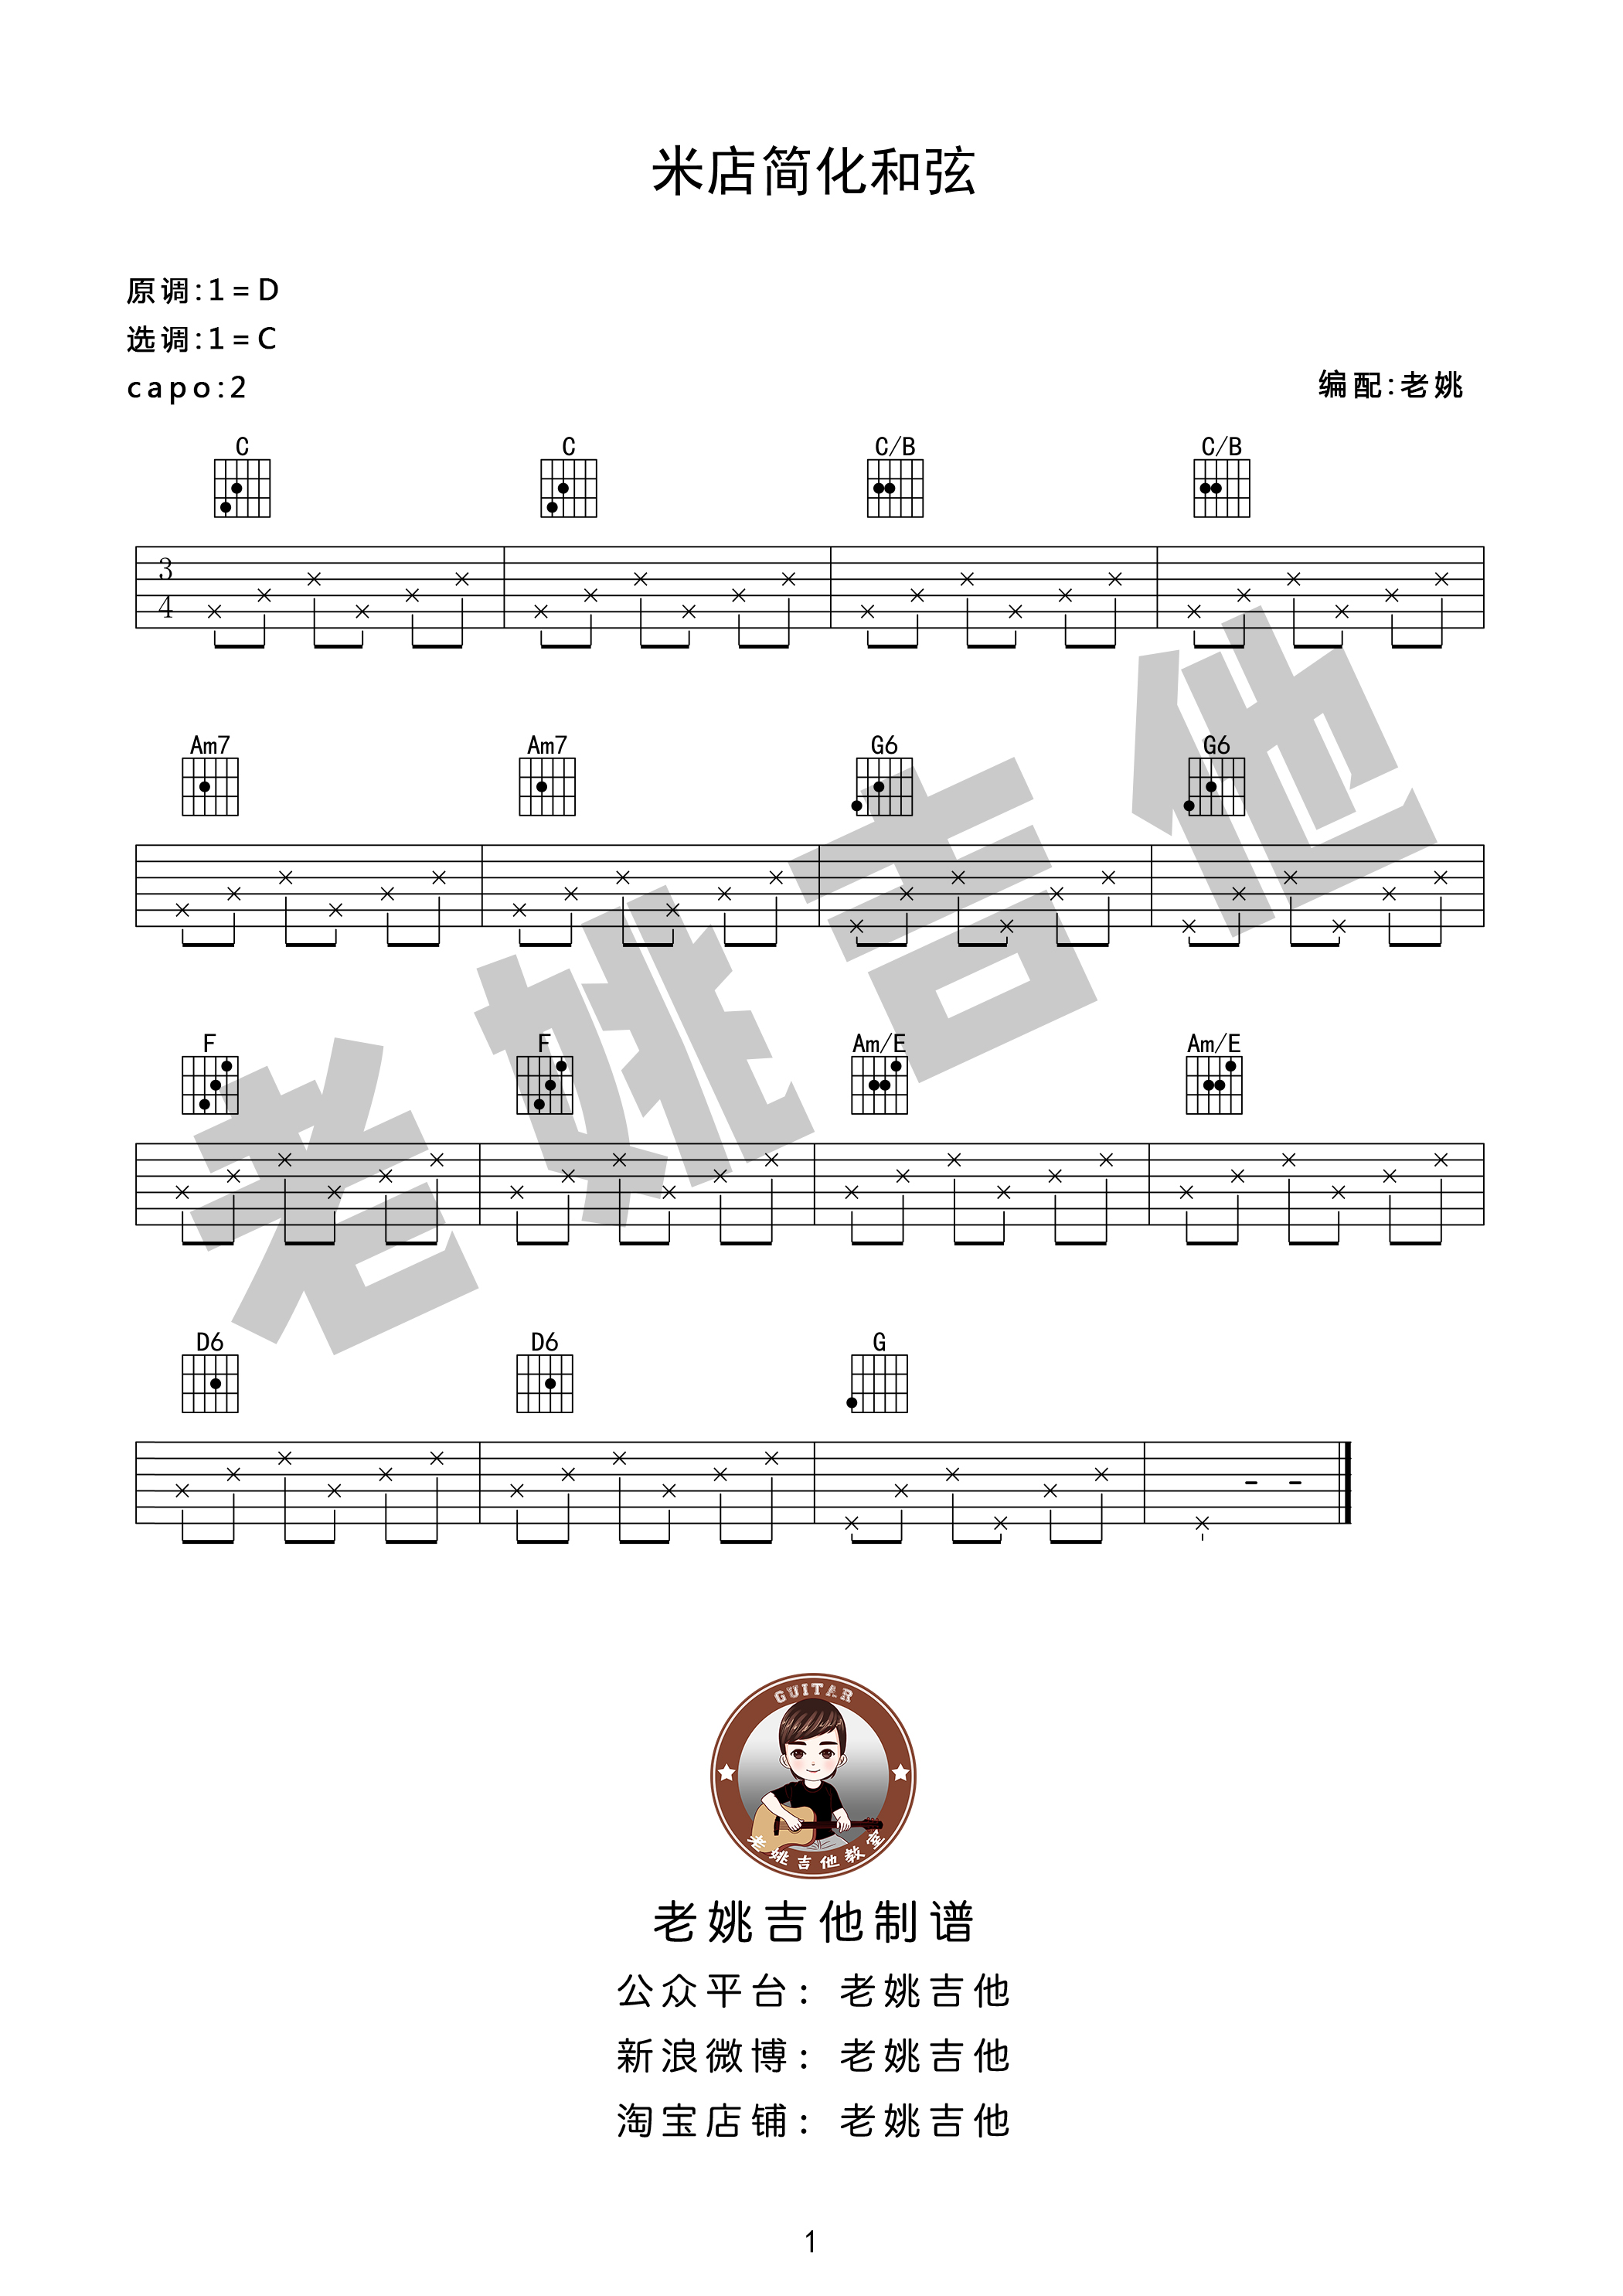 米店简化和弦
原调:1=D
选调:1=C
capo:2
编配:老姚
C C C/B C/B
3
4
Am7 Am7 G6 G6
F F Am/E Am/E
D6 D6 G
老姚吉他
GUITAR
老姚吉他教室
老姚吉他制谱
公众平台：老姚吉他
新浪微博：老姚吉他
淘宝店铺：老姚吉他
1